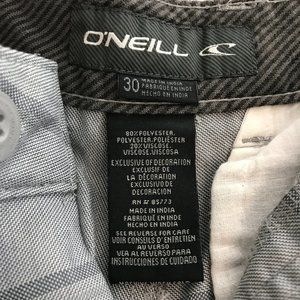 O'NEILL
30
MADE IN INDIA
FABRIQUÉ EN INDE
HECHO EN INDIA
80% POLYESTER,
POLYESTER, POLIÉSTER
20% VISCOSE,
VISCOSE, VISCOSA
EXCLUSIVE OF DECORATION
EXCLUSIF DE
LA DÉCORATION
EXCLUSIVO DE
DECORACIÓN
RN # 85773
MADE IN INDIA
FABRIQUÉ EN INDE
HECHO EN INDIA
SEE REVERSE FOR CARE
VOIR CONSEILS D'ENTRETIEN
AU VERSO
VEA AL REVERSO PARA
INSTRUCCIONES DE CUIDADO